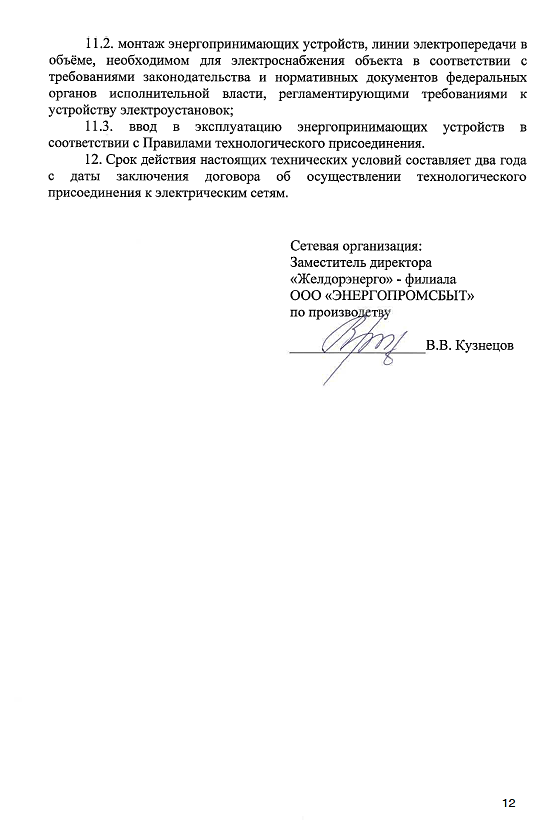 11.2. монтаж энергопринимающих устройств, линии электропередачи в
объёме, необходимом для электроснабжения объекта в соответствии с
требованиями законодательства и нормативных документов федеральных
органов исполнительной власти, регламентирующими требованиями к
устройству электроустановок;
11.3. ввод в эксплуатацию энергопринимающих устройств в
соответствии с Правилами технологического присоединения.
12. Срок действия настоящих технических условий составляет два года
с даты заключения договора об осуществлении технологического
присоединения к электрическим сетям.
Сетевая организация:
Заместитель директора
«Желдорэнерго» - филиала
ООО «ЭНЕРГОПРОМСБЫТ»
по производству
В.В. Кузнецов
12